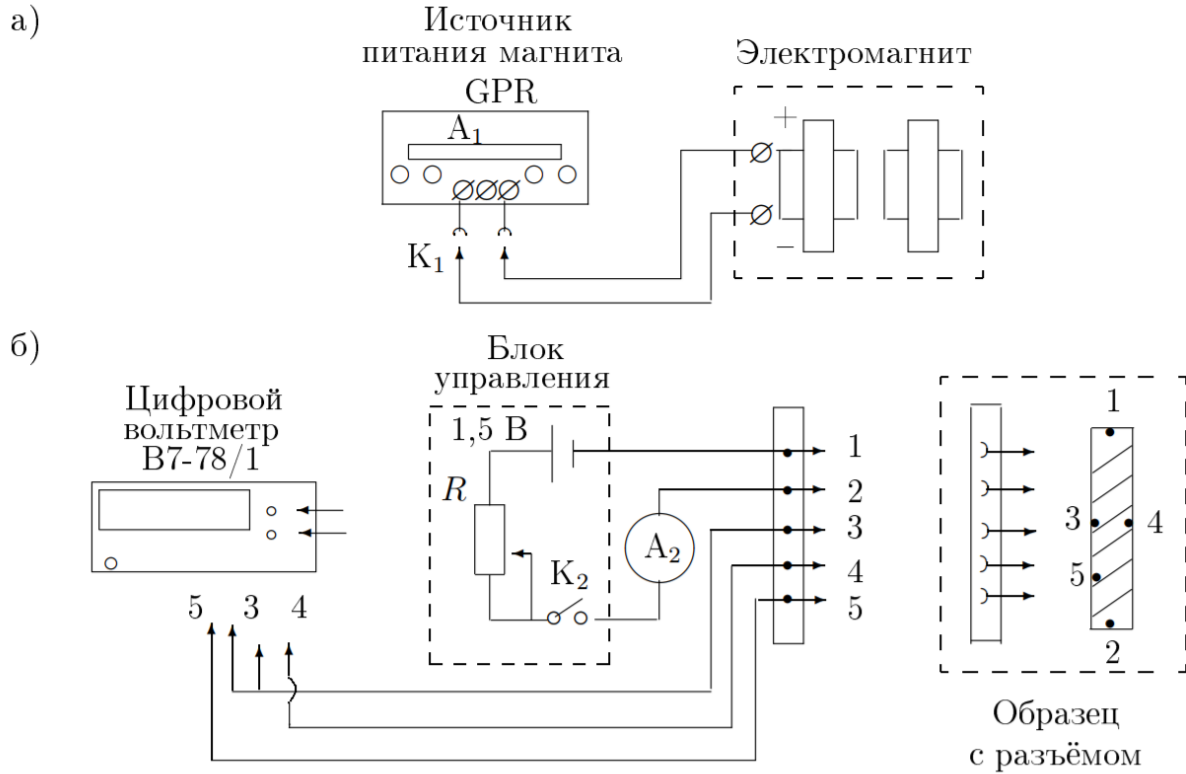 а)
Источник
питания магнита
GPR
A₁
K₁
Электромагнит
+
−
б)
Цифровой
вольтметр
В7-78/1
5 3 4
Блок
управления
1,5 В
R
K₂
A₂
1
2
3
4
5
1
3
4
5
2
Образец
с разъёмом